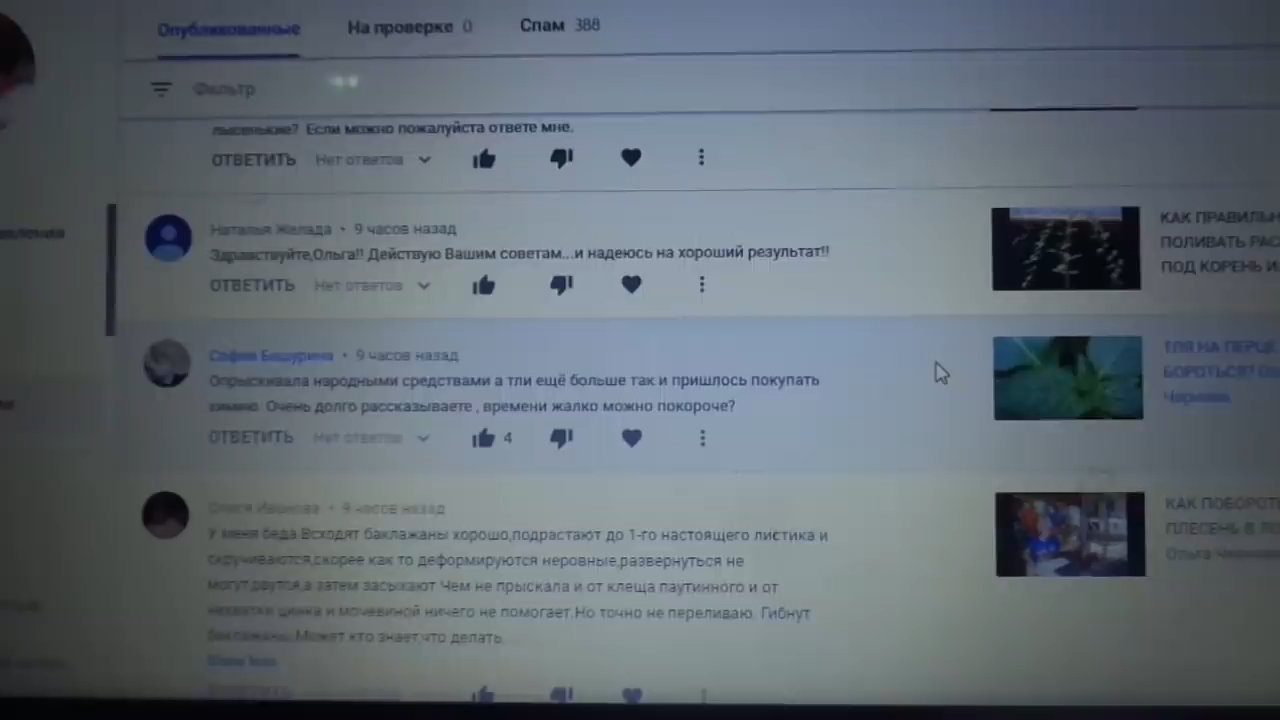 Опубликованные На проверке 0 Спам 388
Фильтр
лысенькие? Если можно пожалуйста ответе мне.
ОТВЕТИТЬ Нет ответов
Наталья Желада • 9 часов назад
Здравствуйте,Ольга!! Действую Вашим советам...и надеюсь на хороший результат!!
ОТВЕТИТЬ Нет ответов
КАК ПРАВИЛЬН
ПОЛИВАТЬ РАС
ПОД КОРЕНЬ И
София Башурина • 9 часов назад
Опрыскивала народными средствами а тли ещё больше так и пришлось покупать
химию. Очень долго рассказываете , времени жалко можно покороче?
ОТВЕТИТЬ Нет ответов 4
ТЛЯ НА ПЕРЦЕ
БОРОТЬСЯ?
Олеся Иванова • 9 часов назад
У меня беда.Всходят баклажаны хорошо,подрастают до 1-го настоящего листика и
скручиваются,скорее как то деформируются неровные,развернуться не
могут,рвутся,а затем засыхают.Чем не прыскала и от клеща паутинного и от
нехватки цинка и мочевиной ничего не помогает.Но точно не переливаю. Гибнут
баклажаны.Может кто знает,что делать.
Show less
КАК ПОБОРОТЬ
ПЛЕСЕНЬ В
Ольга